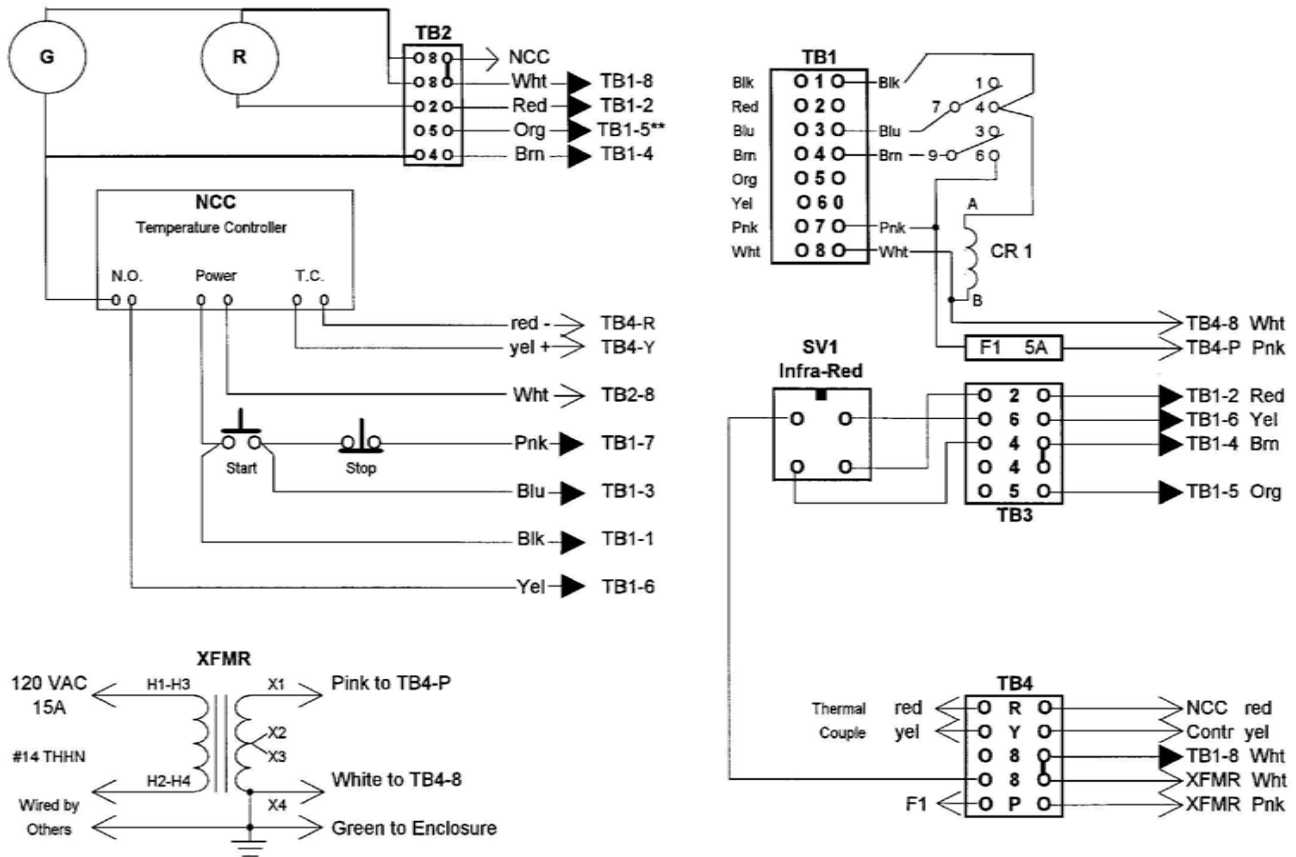 G
R
TB2
8 NCC
8 Wht TB1-8
2 Red TB1-2
5 Org TB1-5**
4 Brn TB1-4
NCC
Temperature Controller
N.O. Power T.C.
red - TB4-R
yel + TB4-Y
Wht TB2-8
Pnk TB1-7
Start Stop
Blu TB1-3
Blk TB1-1
Yel TB1-6
XFMR
120 VAC H1-H3 X1 Pink to TB4-P
15A
X2
#14 THHN X3
H2-H4 White to TB4-8
Wired by X4
Others Green to Enclosure
TB1
Blk 1 Blk 1
Red 2 7 4
Blu 3 Blu 3
Brn 4 Brn 9 6
Org 5
Yel 6 A
Pnk 7 Pnk
Wht 8 Wht CR 1
B
TB4-8 Wht
F1 5A TB4-P Pnk
SV1
Infra-Red
2 TB1-2 Red
6 TB1-6 Yel
4 TB1-4 Brn
4
5 TB1-5 Org
TB3
TB4
Thermal red R NCC red
Couple yel Y Contr yel
8 TB1-8 Wht
8 XFMR Wht
F1 P XFMR Pnk